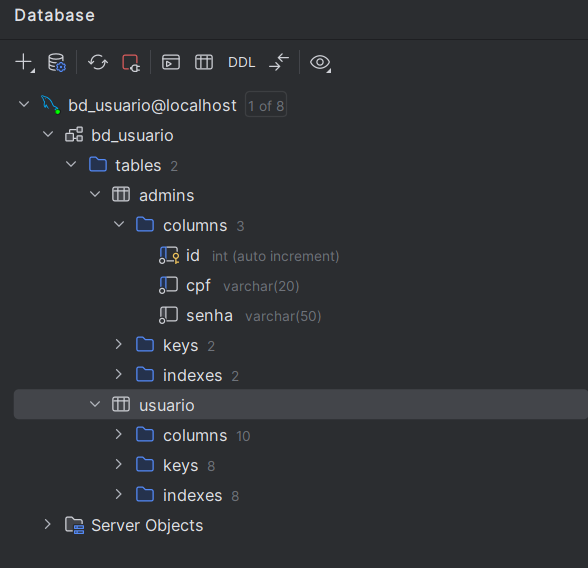 Database
DDL
bd_usuario@localhost 1 of 8
bd_usuario
tables 2
admins
columns 3
id int (auto increment)
cpf varchar(20)
senha varchar(50)
keys 2
indexes 2
usuario
columns 10
keys 8
indexes 8
Server Objects